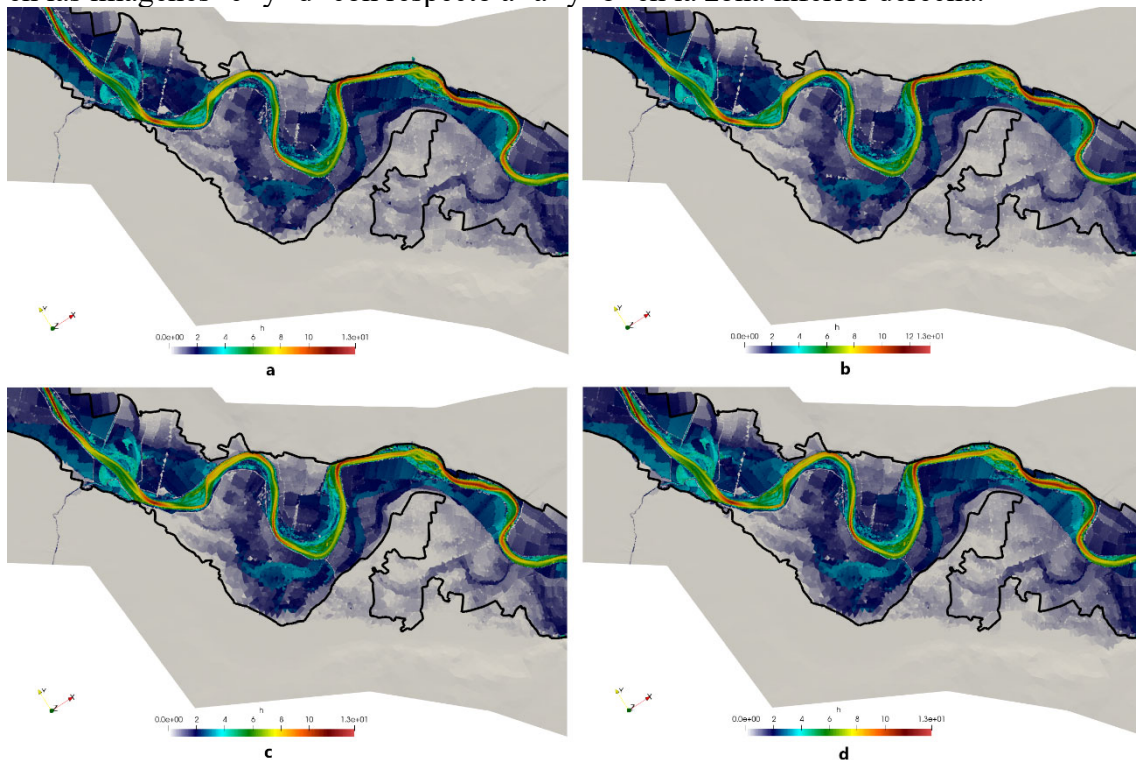 en las imágenes "c" y "d" con respecto a "a" y "b" en la zona inferior derecha.
Y Z X
h
0.0e+00 2 4 6 8 10 1.3e+01
a
Y Z X
h
0.0e+00 2 4 6 8 10 12 1.3e+01
b
Y Z X
h
0.0e+00 2 4 6 8 10 1.3e+01
c
Y Z X
h
0.0e+00 2 4 6 8 10 1.3e+01
d